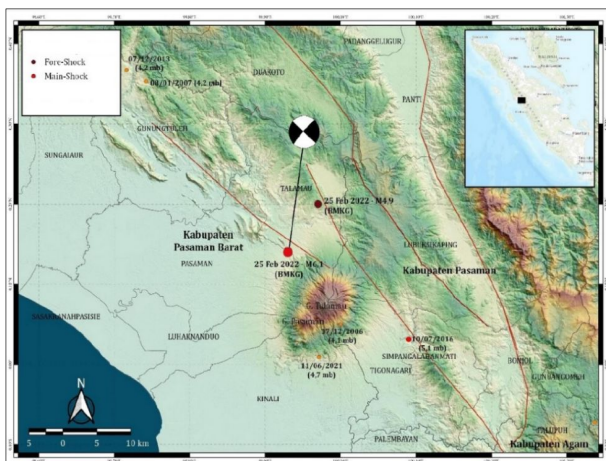 Fore-Shock
Main-Shock
07/12/2013
(4,2 mb)
08/01/2007 (4,2 mb)
PADANGGELUGUR
DUAKOTO
PANTI
GUNUNGTULEH
SUNGAIAUR
TALAMAU
25 Feb 2022 - M4.9
(BMKG)
Kabupaten
Pasaman Barat
LUBUKSIKAPING
PASAMAN
25 Feb 2022 - M6.1
(BMKG)
Kabupaten Pasaman
G. Talamau
SASAKRANAHPASISIE
LUHAKNANDUO
17/12/2006
(4,1 mb)
10/07/2016
(5,1 mb)
SIMPANGALAHANMATI
BONJOL
11/06/2021
(4,7 mb)
TIGONAGARI
KINALI
N
5 0 5 10 km
PALEMBAYAN
PALUPUH
Kabupaten Agam